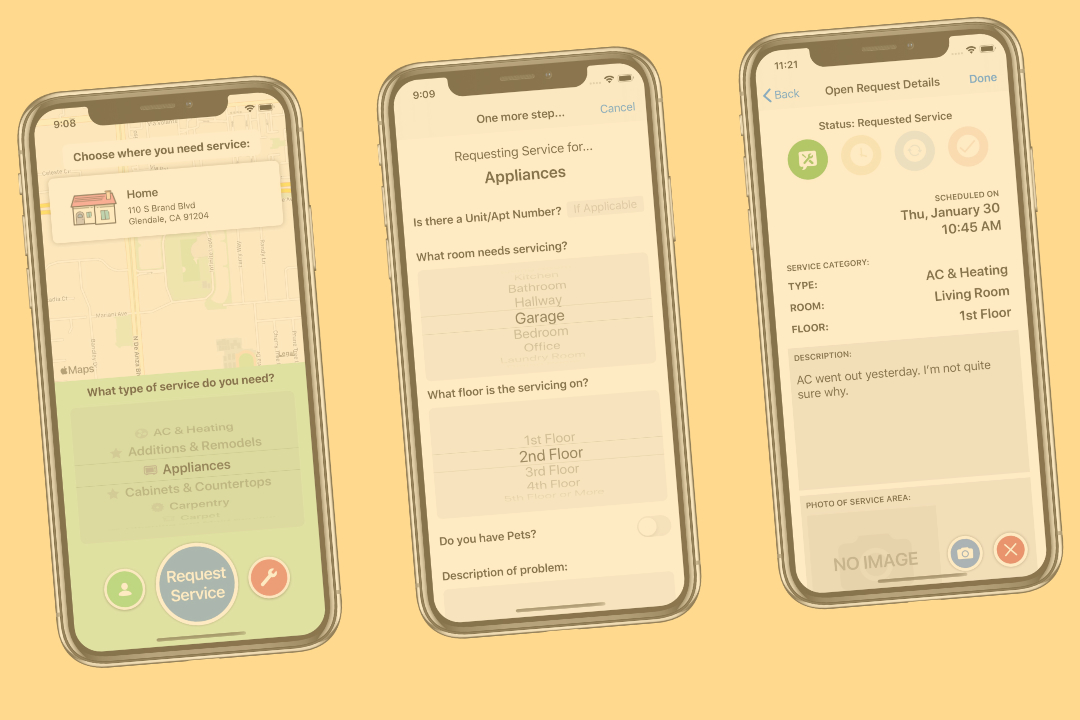 9:08
Choose where you need service:
Home
110 S Brand Blvd
Glendale, CA 91204
Maps
Legal
What type of service do you need?
AC & Heating
Additions & Remodels
Appliances
Cabinets & Countertops
Carpentry
Carpet
Request
Service
9:09
One more step...
Cancel
Requesting Service for...
Appliances
Is there a Unit/Apt Number?
If Applicable
What room needs servicing?
Kitchen
Bathroom
Hallway
Garage
Bedroom
Office
Laundry Room
What floor is the servicing on?
1st Floor
2nd Floor
3rd Floor
4th Floor
5th Floor or More
Do you have Pets?
Description of problem:
11:21
Back
Open Request Details
Done
Status: Requested Service
SCHEDULED ON
Thu, January 30
10:45 AM
SERVICE CATEGORY:
TYPE:
AC & Heating
ROOM:
Living Room
FLOOR:
1st Floor
DESCRIPTION:
AC went out yesterday. I'm not quite
sure why.
PHOTO OF SERVICE AREA:
NO IMAGE